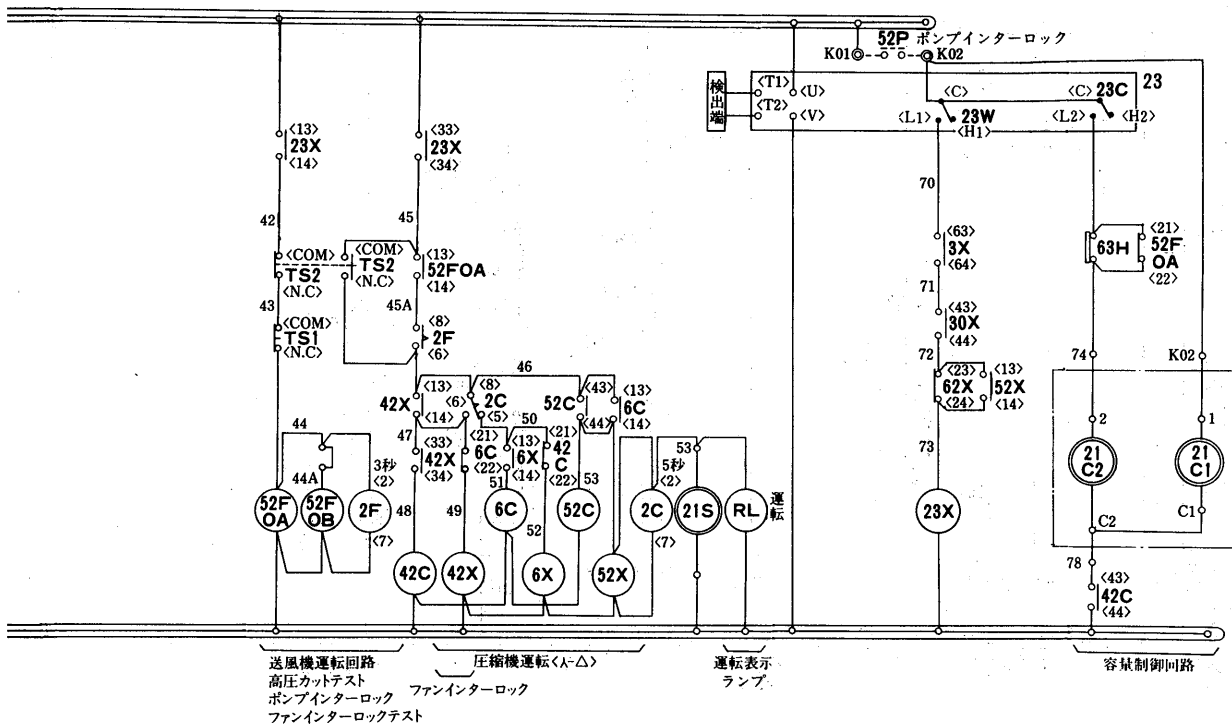 52P ポンプインターロック
K01
K02
検出端
<T1>
<U>
<T2>
<V>
<C>
<C>
23C
23
<L1>
23W
<H1>
<L2>
<H2>
<13>
23X
<14>
<33>
23X
<34>
42
45
70
<COM>
TS2
<N.C>
<COM>
TS2
<N.C>
<13>
52FOA
<14>
<63>
3X
<64>
63H
<21>
52F
OA
<22>
43
45A
71
<COM>
TS1
<N.C>
<8>
2F
<6>
<43>
30X
<44>
72
74
K02
46
<13>
42X
<14>
<8>
2C
<6>
<5>
52C
<43>
<44>
<13>
6C
<14>
<23>
62X
<24>
<13>
52X
<14>
44
47
<33>
42X
<34>
<21>
6C
<22>
50
<13>
6X
<14>
<21>
42
C
<22>
53
73
2
1
44A
3秒
<2>
51
53
5秒
<2>
運転
52F
OA
52F
OB
2F
48
49
6C
52
52C
2C
21S
RL
23X
21
C2
21
C1
<7>
<7>
C2
C1
42C
42X
6X
52X
78
<43>
42C
<44>
送風機運転回路
高圧カットテスト
ポンプインターロック
ファンインターロックテスト
圧縮機運転<人-△>
ファンインターロック
運転表示
ランプ
容量制御回路